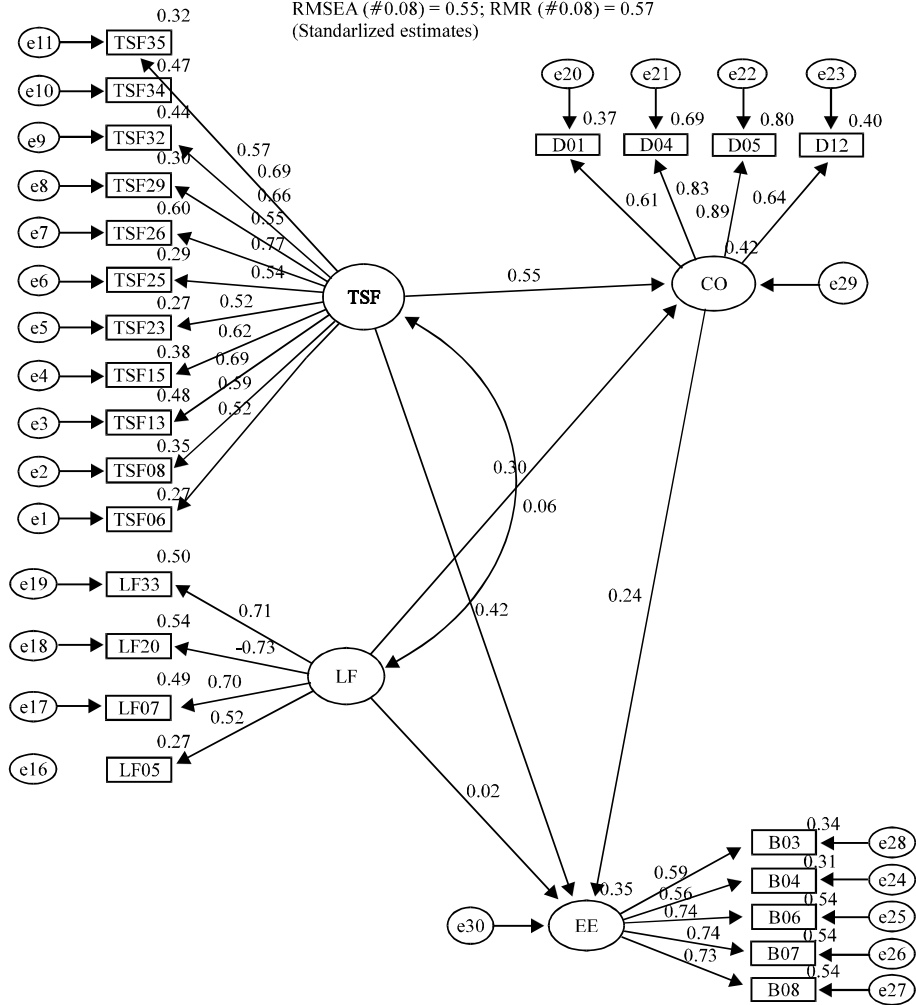 RMSEA (#0.08) = 0.55; RMR (#0.08) = 0.57
(Standarlized estimates)
0.32
e11 TSF35
0.47
e10 TSF34
0.44
e9 TSF32
0.30
e8 TSF29
0.60
e7 TSF26
0.29
e6 TSF25
0.27
e5 TSF23
0.38
e4 TSF15
0.48
e3 TSF13
0.35
e2 TSF08
0.27
e1 TSF06
0.57
0.69
0.66
0.55
0.77
0.54
0.52
0.62
0.69
0.59
0.52
TSF
0.55
e20 e21 e22 e23
0.37 0.69 0.80 0.40
D01 D04 D05 D12
0.61 0.83 0.89 0.64
0.42
CO
e29
0.30
0.06
0.42
0.24
0.50
e19 LF33
0.71
0.54
e18 LF20
-0.73
0.49
e17 LF07
0.70
0.52
0.27
e16 LF05
LF
0.02
0.35
e30 EE
0.59
0.56
0.74
0.74
0.73
0.34
B03 e28
0.31
B04 e24
0.54
B06 e25
0.54
B07 e26
0.54
B08 e27